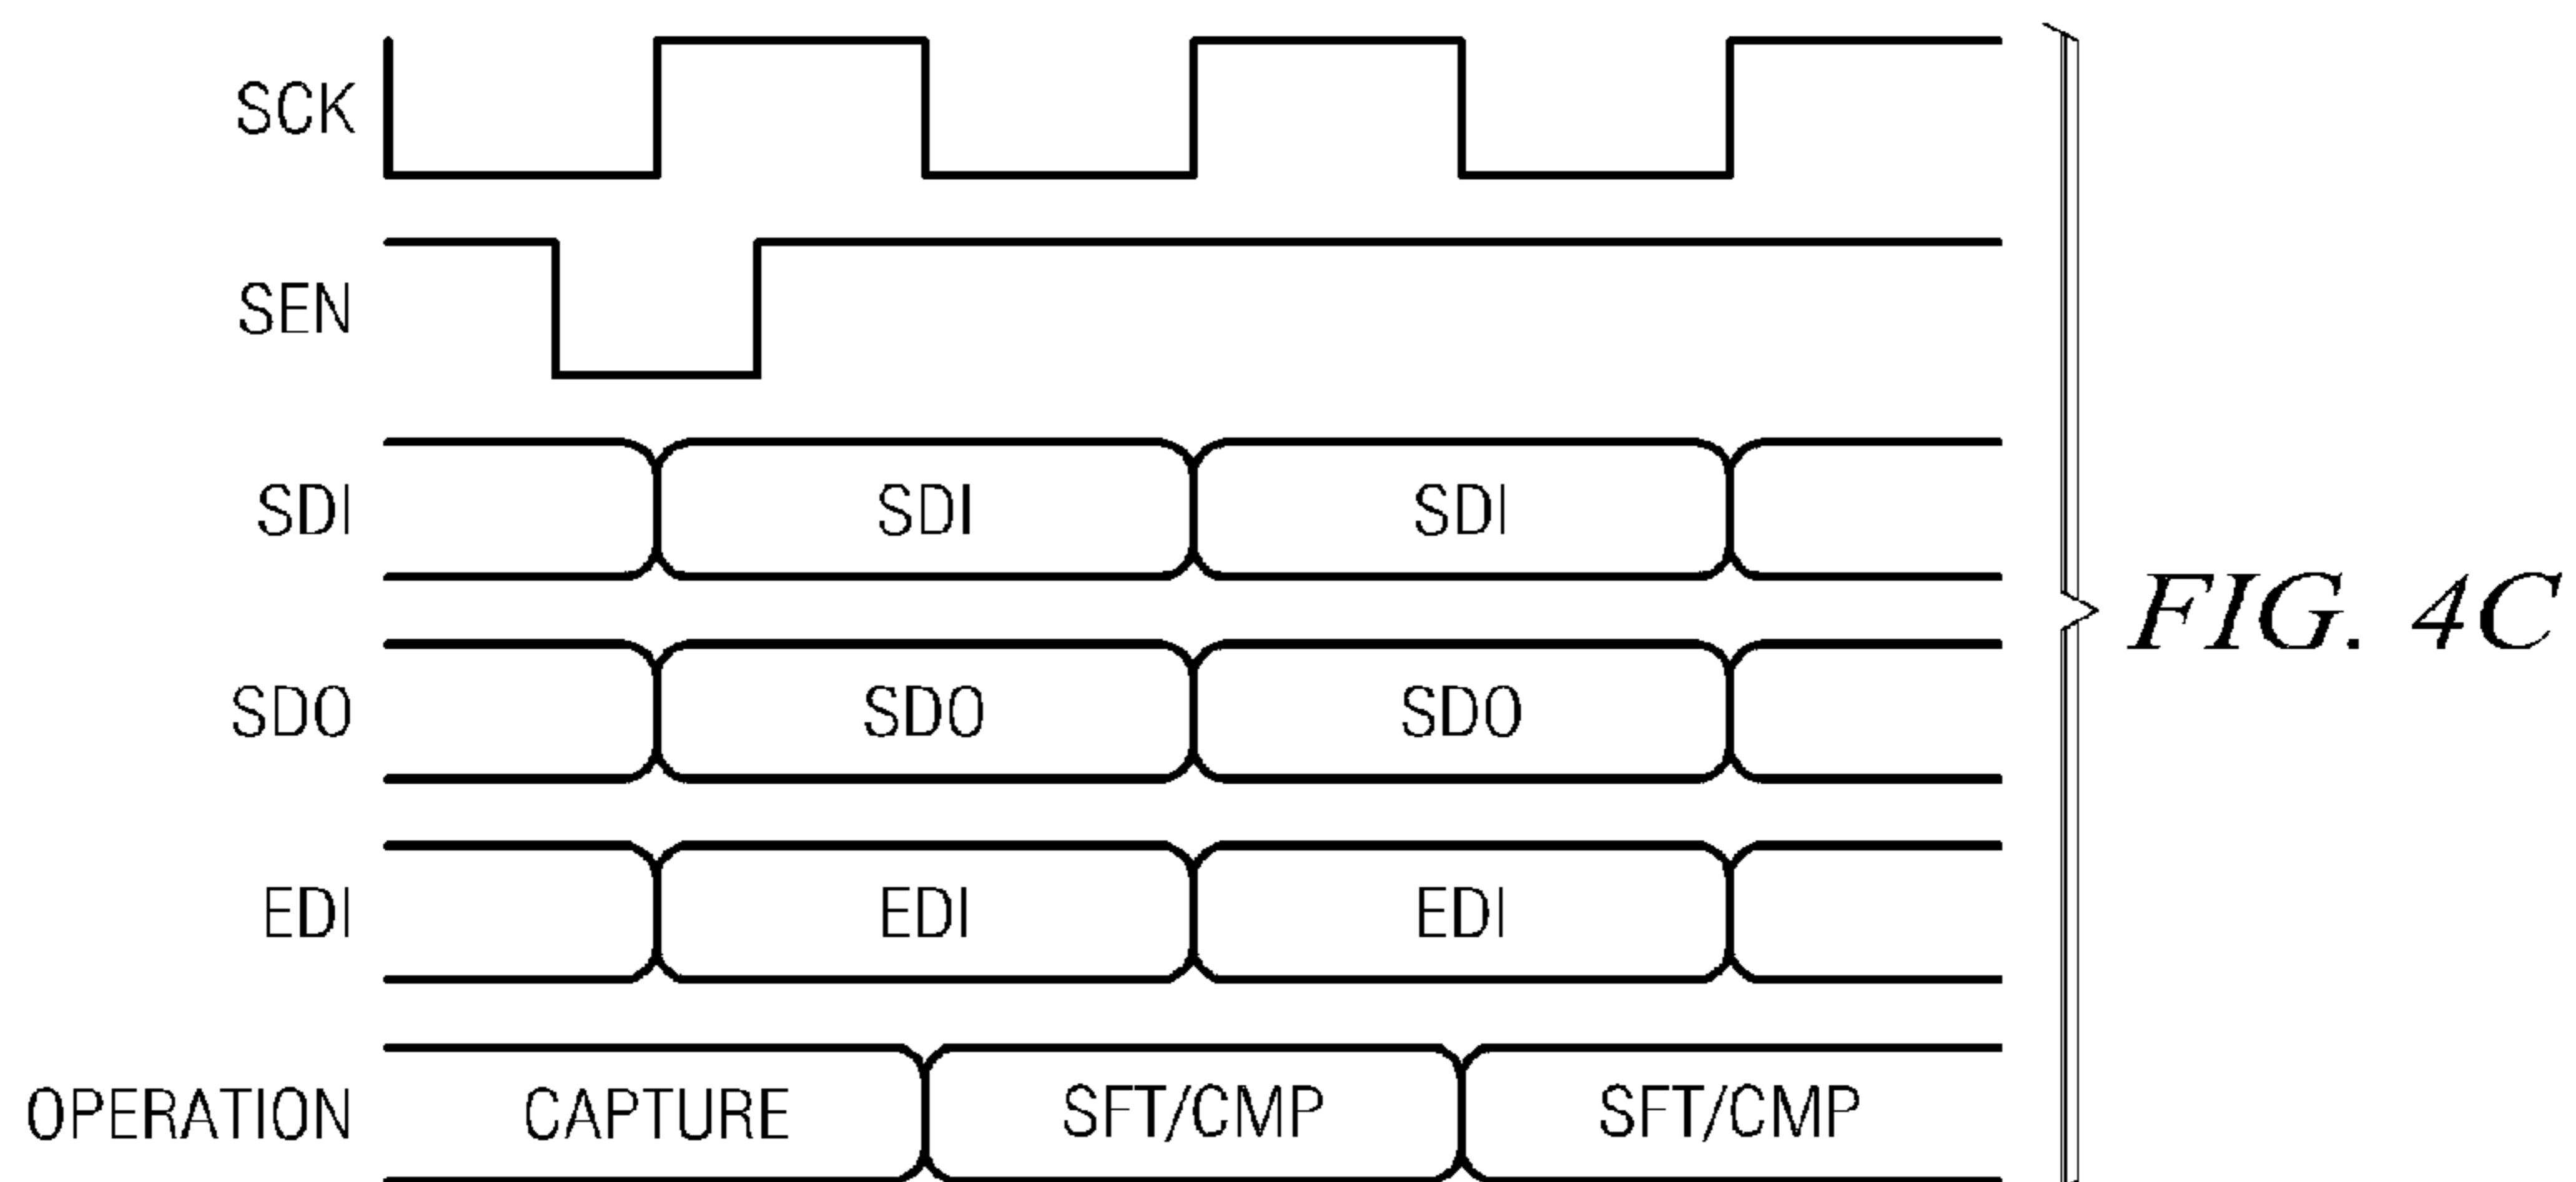 SCK
SEN
SDI SDI SDI
SDO SDO SDO
EDI EDI EDI
OPERATION CAPTURE SFT/CMP SFT/CMP
FIG. 4C